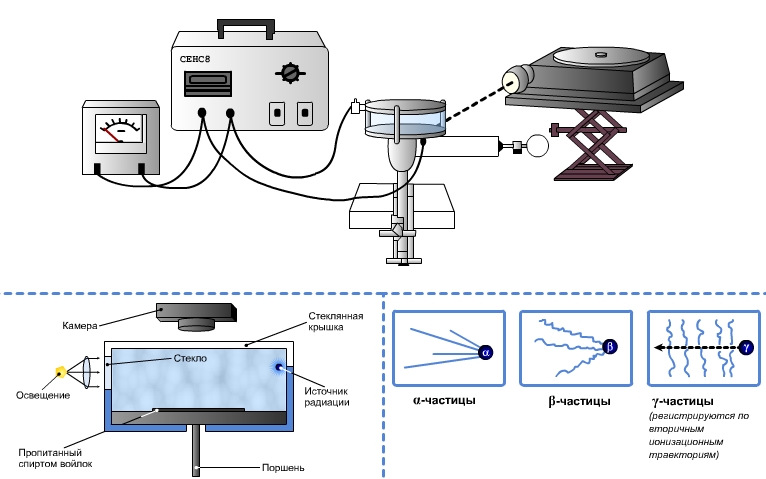 СЕНС8
Камера
Стеклянная
крышка
Стекло
Освещение
Источник
радиации
Пропитанный
спиртом войлок
Поршень
α
α-частицы
β
β-частицы
γ
γ-частицы
(регистрируются по
вторичным
ионизационным
траекториям)